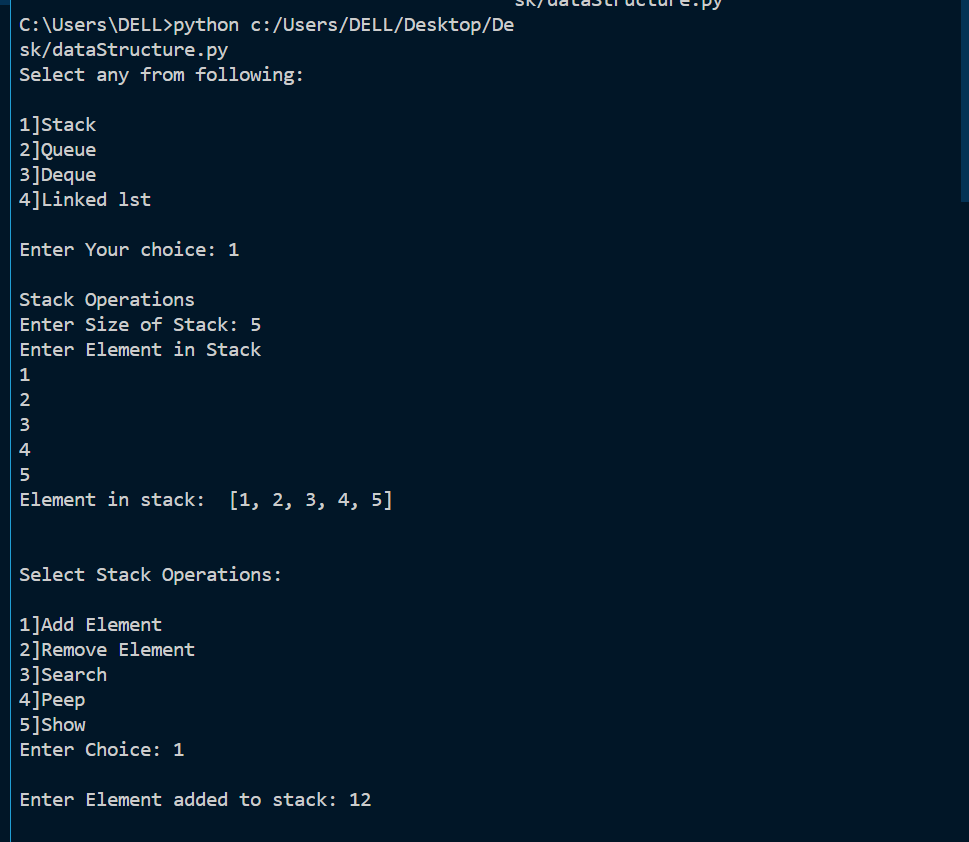 sk/dataStructure.py
C:\Users\DELL>python c:/Users/DELL/Desktop/De
sk/dataStructure.py
Select any from following:
1]Stack
2]Queue
3]Deque
4]Linked lst
Enter Your choice: 1
Stack Operations
Enter Size of Stack: 5
Enter Element in Stack
1
2
3
4
5
Element in stack:  [1, 2, 3, 4, 5]
Select Stack Operations:
1]Add Element
2]Remove Element
3]Search
4]Peep
5]Show
Enter Choice: 1
Enter Element added to stack: 12